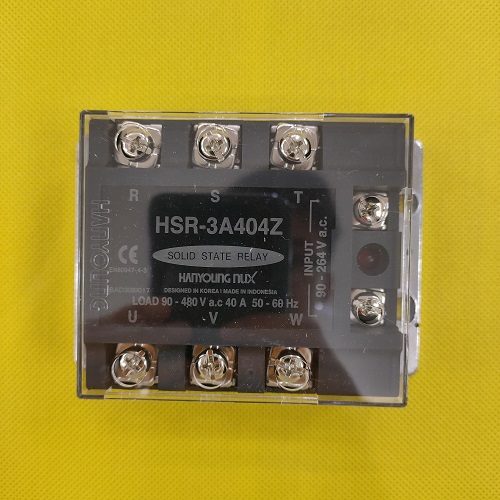 R S T
HSR-3A404Z
SOLID STATE RELAY
HANYOUNG NUX
DESIGNED IN KOREA / MADE IN INDONESIA
LOAD 90 - 480 V a.c 40 A 50 - 60 Hz
U V W
INPUT
90 - 264 V a.c.
HANYOUNG
CE